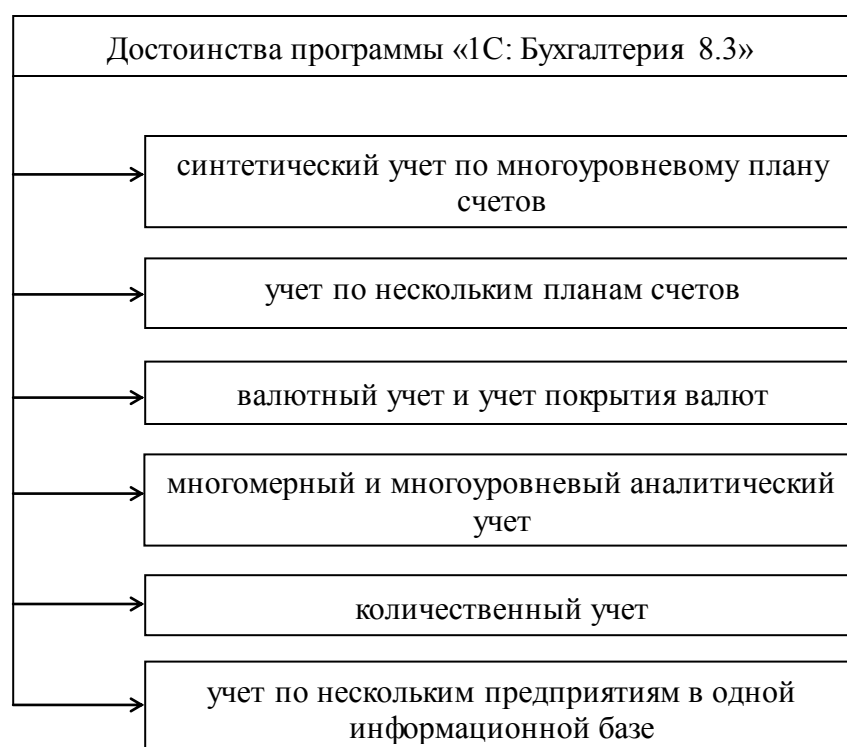 Достоинства программы «1С: Бухгалтерия 8.3»
синтетический учет по многоуровневому плану
счетов
учет по нескольким планам счетов
валютный учет и учет покрытия валют
многомерный и многоуровневый аналитический
учет
количественный учет
учет по нескольким предприятиям в одной
информационной базе